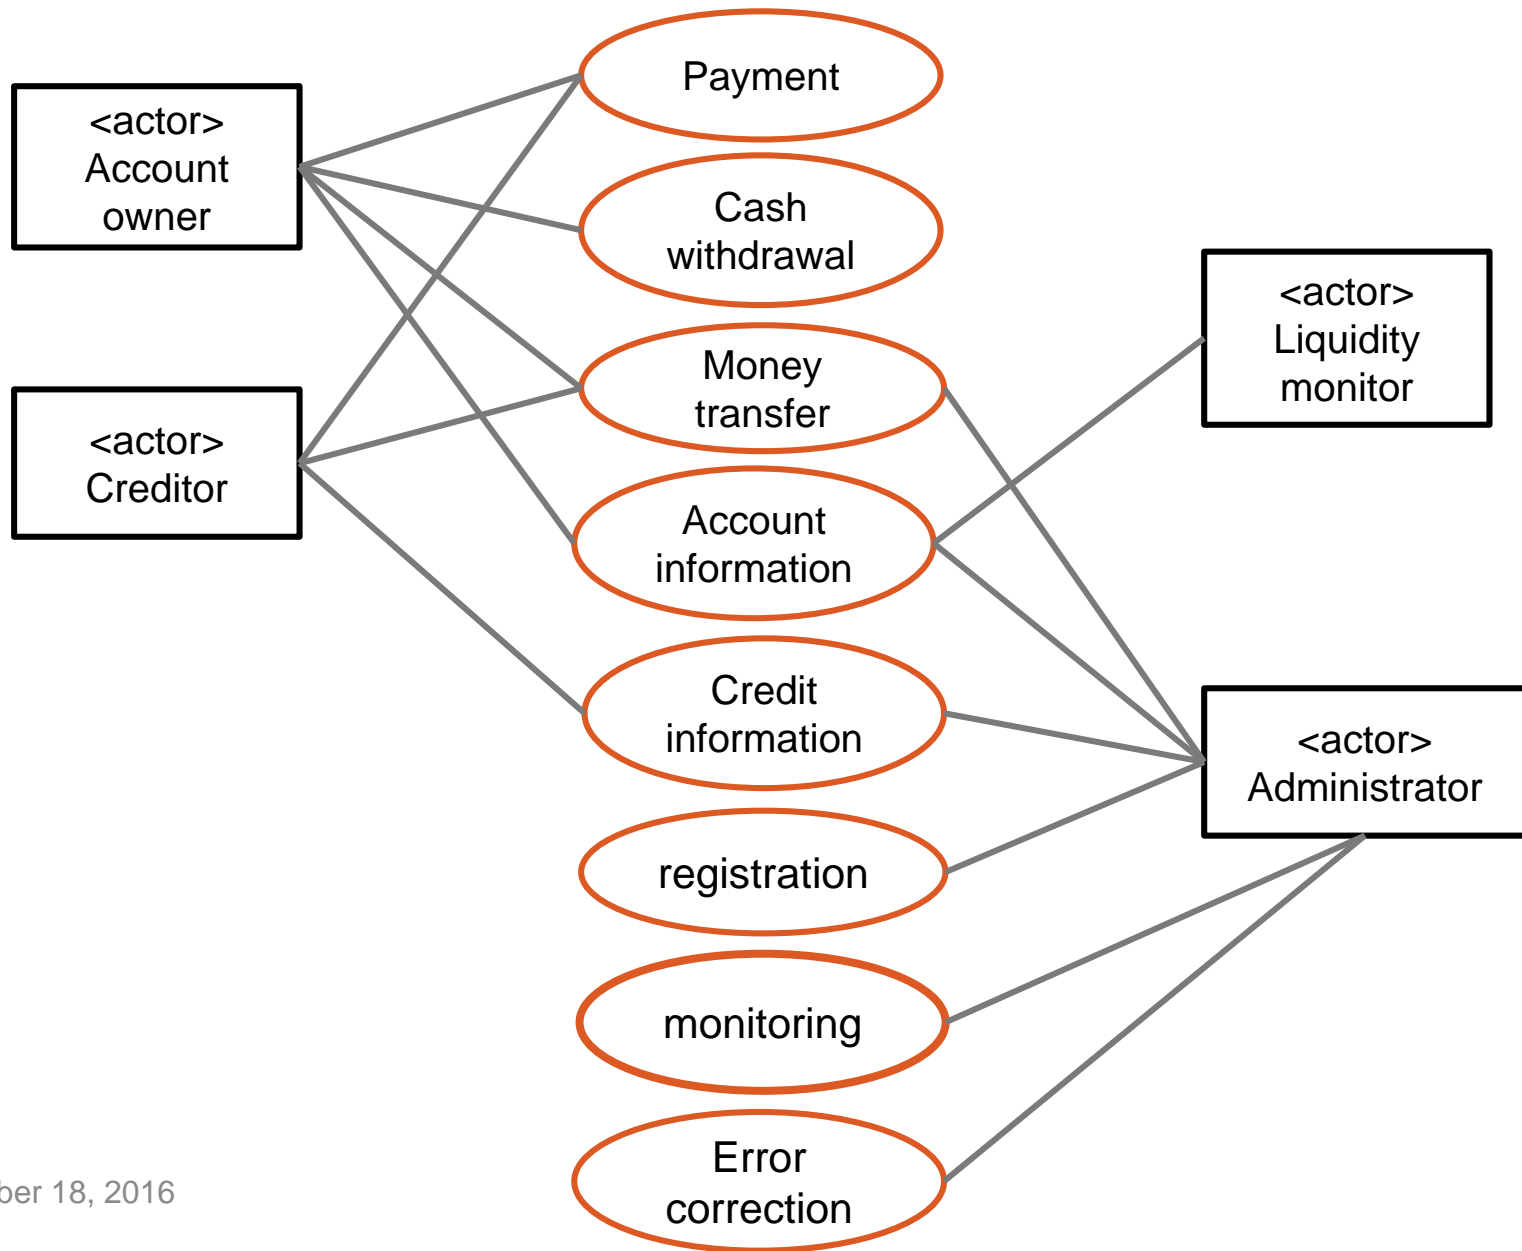 Payment
<actor>
Account
owner
Cash
withdrawal
<actor>
Liquidity
monitor
Money
transfer
<actor>
Creditor
Account
information
Credit
information
<actor>
Administrator
registration
monitoring
Error
correction
ber 18, 2016